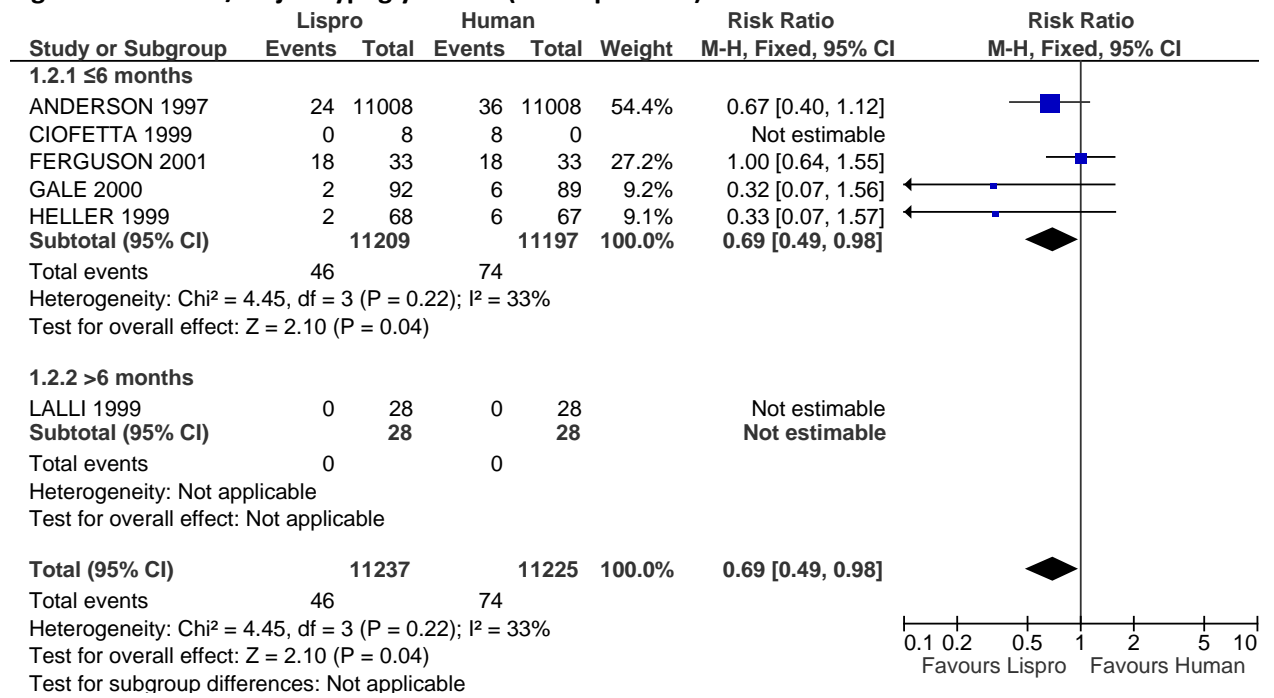 Lispro Human Risk Ratio Risk Ratio
Study or Subgroup Events Total Events Total Weight M-H, Fixed, 95% CI M-H, Fixed, 95% CI
1.2.1 ≤6 months
ANDERSON 1997 24 11008 36 11008 54.4% 0.67 [0.40, 1.12]
CIOFETTA 1999 0 8 8 0 Not estimable
FERGUSON 2001 18 33 18 33 27.2% 1.00 [0.64, 1.55]
GALE 2000 2 92 6 89 9.2% 0.32 [0.07, 1.56]
HELLER 1999 2 68 6 67 9.1% 0.33 [0.07, 1.57]
Subtotal (95% CI) 11209 11197 100.0% 0.69 [0.49, 0.98]
Total events 46 74
Heterogeneity: Chi² = 4.45, df = 3 (P = 0.22); I² = 33%
Test for overall effect: Z = 2.10 (P = 0.04)
1.2.2 >6 months
LALLI 1999 0 28 0 28 Not estimable
Subtotal (95% CI) 28 28 Not estimable
Total events 0 0
Heterogeneity: Not applicable
Test for overall effect: Not applicable
Total (95% CI) 11237 11225 100.0% 0.69 [0.49, 0.98]
Total events 46 74
Heterogeneity: Chi² = 4.45, df = 3 (P = 0.22); I² = 33%
Test for overall effect: Z = 2.10 (P = 0.04)
Test for subgroup differences: Not applicable
0.1 0.2 0.5 1 2 5 10
Favours Lispro Favours Human